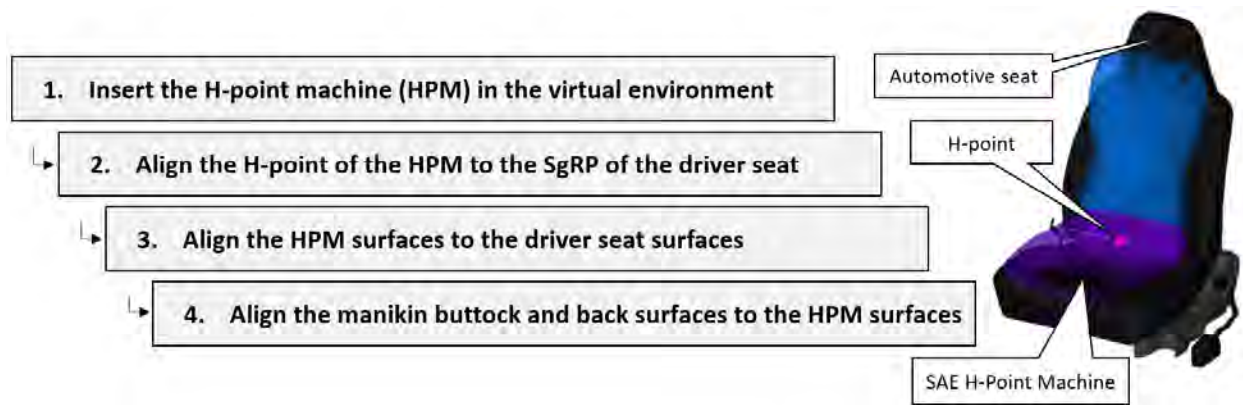 1. Insert the H-point machine (HPM) in the virtual environment
2. Align the H-point of the HPM to the SgRP of the driver seat
3. Align the HPM surfaces to the driver seat surfaces
4. Align the manikin buttock and back surfaces to the HPM surfaces
Automotive seat
H-point
SAE H-Point Machine